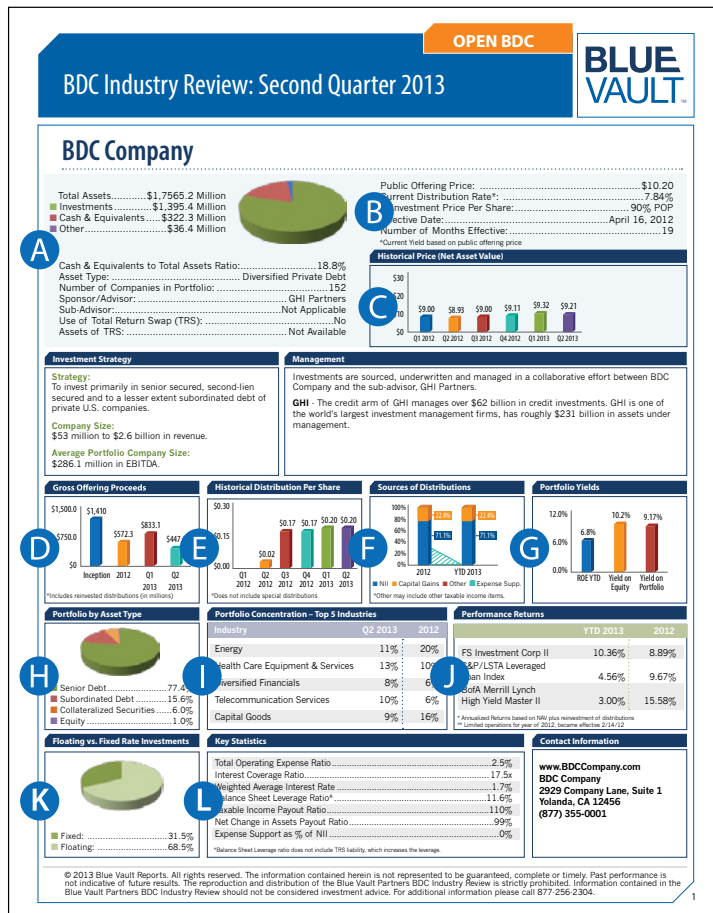 OPEN BDC
BDC Industry Review: Second Quarter 2013
BLUE
VAULT™
BDC Company
Total Assets.........$1,7565.2 Million
Investments.........$1,395.4 Million
Cash & Equivalents.....$322.3 Million
Other.........$36.4 Million
A
Cash & Equivalents to Total Assets Ratio:.........18.8%
Asset Type:.........Diversified Private Debt
Number of Companies in Portfolio:.........152
Sponsor/Advisor:.........GHI Partners
Sub-Advisor:.........Not Applicable
Use of Total Return Swap (TRS):.........No
Assets of TRS:.........Not Available
Public Offering Price:.........$10.20
Current Distribution Rate*:.........7.84%
B
Investment Price Per Share:.........90% POP
Effective Date:.........April 16, 2012
Number of Months Effective:.........19
*Current Yield based on public offering price
Historical Price (Net Asset Value)
$30
$20
C
$10
$0
$9.00 $8.93 $9.00 $9.11 $9.32 $9.21
Q1 2012 Q2 2012 Q3 2012 Q4 2012 Q1 2013 Q2 2013
Investment Strategy
Strategy:
To invest primarily in senior secured, second-lien
secured and to a lesser extent subordinated debt of
private U.S. companies.
Company Size:
$53 million to $2.6 billion in revenue.
Average Portfolio Company Size:
$286.1 million in EBITDA.
Management
Investments are sourced, underwritten and managed in a collaborative effort between BDC
Company and the sub-advisor, GHI Partners.
GHI - The credit arm of GHI manages over $62 billion in credit investments. GHI is one of
the world's largest investment management firms, has roughly $231 billion in assets under
management.
Gross Offering Proceeds
$1,500.0
$750.0
$0
D
$1,410 $572.3 $833.1 $447
Inception 2012 Q1 2013 Q2 2013
*Includes reinvested distributions (in millions)
Historical Distribution Per Share
$0.30
$0.15
$0.00
E
$0.02 $0.17 $0.17 $0.20 $0.20
Q1 2012 Q2 2012 Q3 2012 Q4 2012 Q1 2013 Q2 2013
*Does not include special distributions
Sources of Distributions
100%
80%
60%
40%
20%
0%
F
22.4% 22.4%
71.1% 71.1%
2012 YTD 2013
NII Capital Gains Other Expense Supp.
*Other may include other taxable income items.
Portfolio Yields
12.0%
6.0%
0.0%
G
6.8% 10.2% 9.17%
ROE YTD Yield on Equity Yield on Portfolio
Portfolio by Asset Type
H
Senior Debt.........77.4%
Subordinated Debt.........15.6%
Collateralized Securities.........6.0%
Equity.........1.0%
Portfolio Concentration – Top 5 Industries
Industry Q2 2013 2012
Energy 11% 20%
I
Health Care Equipment & Services 13% 10%
Diversified Financials 8% 6%
Telecommunication Services 10% 6%
Capital Goods 9% 16%
Performance Returns
YTD 2013 2012
FS Investment Corp II 10.36% 8.89%
J
S&P/LSTA Leveraged
Loan Index 4.56% 9.67%
BofA Merrill Lynch
High Yield Master II 3.00% 15.58%
* Annualized Returns based on NAV plus reinvestment of distributions
** Limited operations for year of 2012, became effective 2/14/12
Floating vs. Fixed Rate Investments
K
Fixed:.........31.5%
Floating:.........68.5%
Key Statistics
Total Operating Expense Ratio.........2.5%
Interest Coverage Ratio.........17.5x
Weighted Average Interest Rate.........1.7%
L
Balance Sheet Leverage Ratio*.........11.6%
Taxable Income Payout Ratio.........110%
Net Change in Assets Payout Ratio.........99%
Expense Support as % of NII.........0%
*Balance Sheet Leverage ratio does not include TRS liability, which increases the leverage.
Contact Information
www.BDCCompany.com
BDC Company
2929 Company Lane, Suite 1
Yolanda, CA 12456
(877) 355-0001
© 2013 Blue Vault Reports. All rights reserved. The information contained herein is not represented to be guaranteed, complete or timely. Past performance is
not indicative of future results. The reproduction and distribution of the Blue Vault Partners BDC Industry Review is strictly prohibited. Information contained in the
Blue Vault Partners BDC Industry Review should not be considered investment advice. For additional information please call 877-256-2304.
1